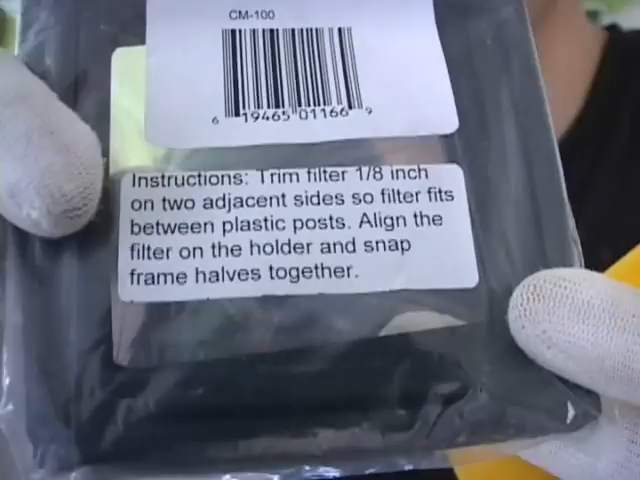 CM-100
6 19465 01166 9
Instructions: Trim filter 1/8 inch
on two adjacent sides so filter fits
between plastic posts. Align the
filter on the holder and snap
frame halves together.